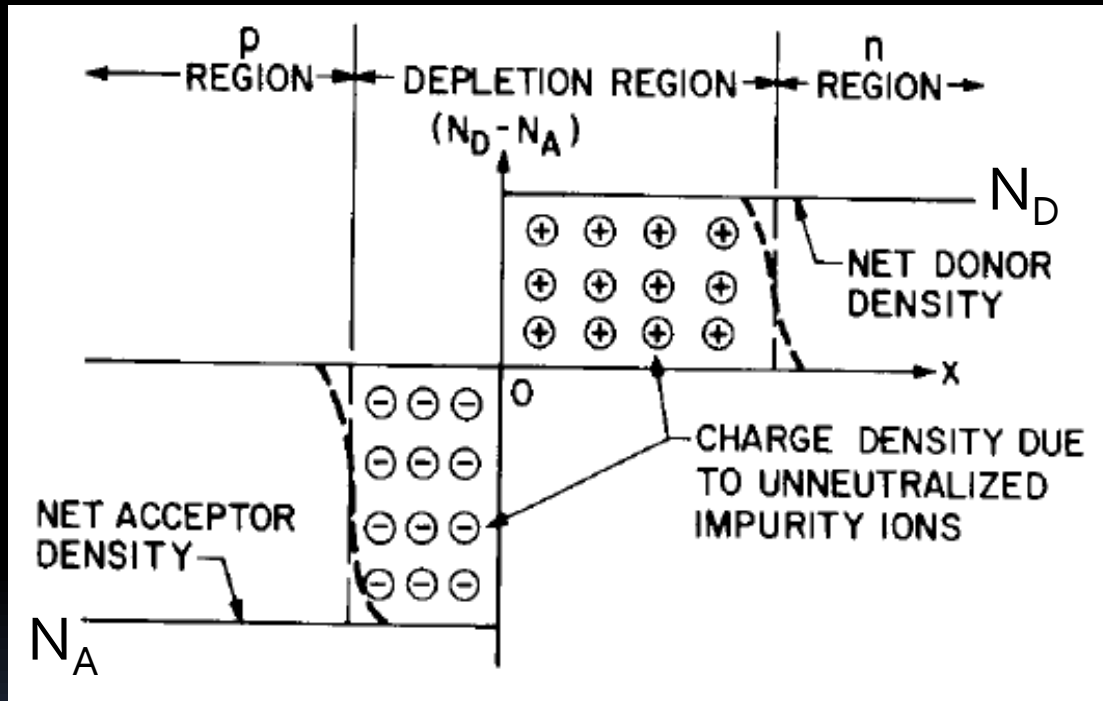 p
REGION
DEPLETION REGION
n
REGION
(N_D - N_A)
N_D
NET DONOR
DENSITY
+ + + +
+ + + +
+ + + +
x
O
- - -
- - -
- - -
- - -
CHARGE DENSITY DUE
TO UNNEUTRALIZED
IMPURITY IONS
NET ACCEPTOR
DENSITY
N_A